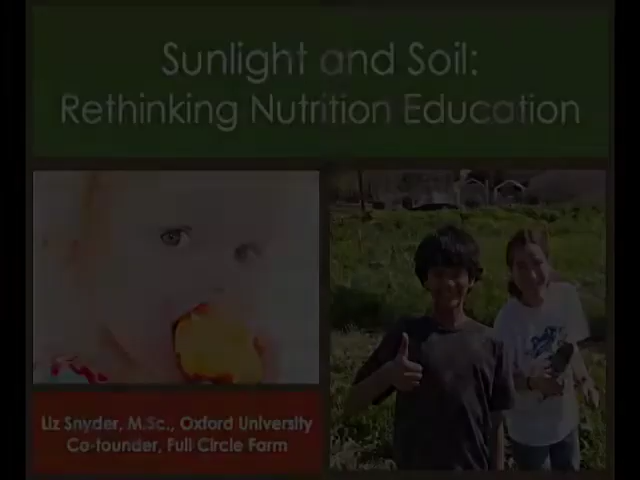 Sunlight and Soil:
Rethinking Nutrition Education
Liz Snyder, M.Sc., Oxford University
Co-founder, Full Circle Farm